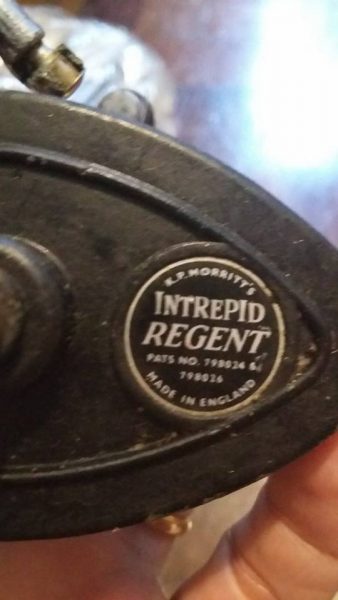 K.P. MORRITT'S
INTREPID
REGENT
PATS NO. 798024 &
798026
MADE IN ENGLAND